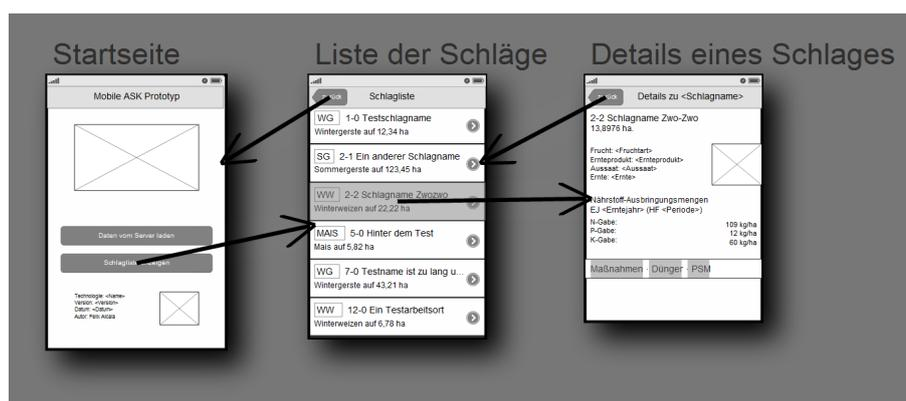 Startseite
Mobile ASK Prototyp
Daten vom Server laden
Schlagliste anzeigen
Technologie: <Name>
Version: <Version>
Datum: <Datum>
Autor: Felix Alcala
Liste der Schläge
zurück
Schlagliste
WG 1-0 Testschlagname
Wintergerste auf 12,34 ha
SG 2-1 Ein anderer Schlagname
Sommergerste auf 123,45 ha
WW 2-2 Schlagname Zwozwo
Winterweizen auf 22,22 ha
MAIS 5-0 Hinter dem Test
Mais auf 5,82 ha
WG 7-0 Testname ist zu lang u...
Wintergerste auf 43,21 ha
WW 12-0 Ein Testarbeitsort
Winterweizen auf 6,78 ha
Details eines Schlages
zurück
Details zu <Schlagname>
2-2 Schlagname Zwo-Zwo
13,8976 ha.
Frucht: <Fruchtart>
Ernteprodukt: <Ernteprodukt>
Aussaat: <Aussaat>
Ernte: <Ernte>
Nährstoff-Ausbringungsmengen
EJ <Erntejahr> (HF <Periode>)
N-Gabe: 109 kg/ha
P-Gabe: 12 kg/ha
K-Gabe: 60 kg/ha
Maßnahmen · Dünger · PSM